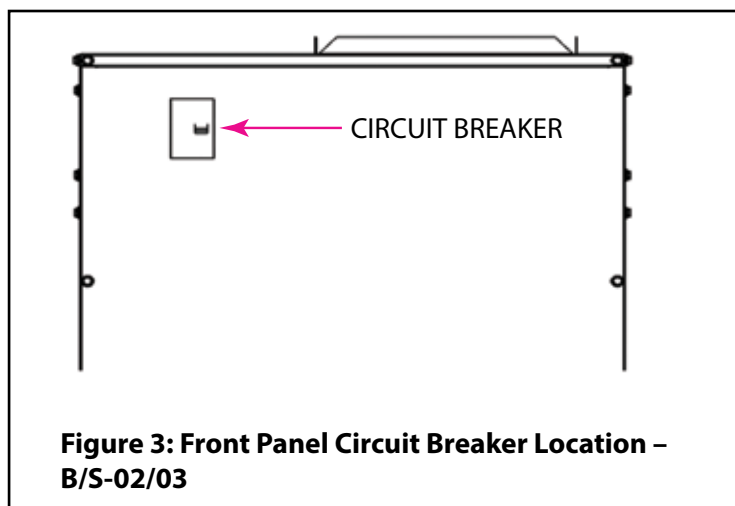 CIRCUIT BREAKER
Figure 3: Front Panel Circuit Breaker Location –
B/S-02/03